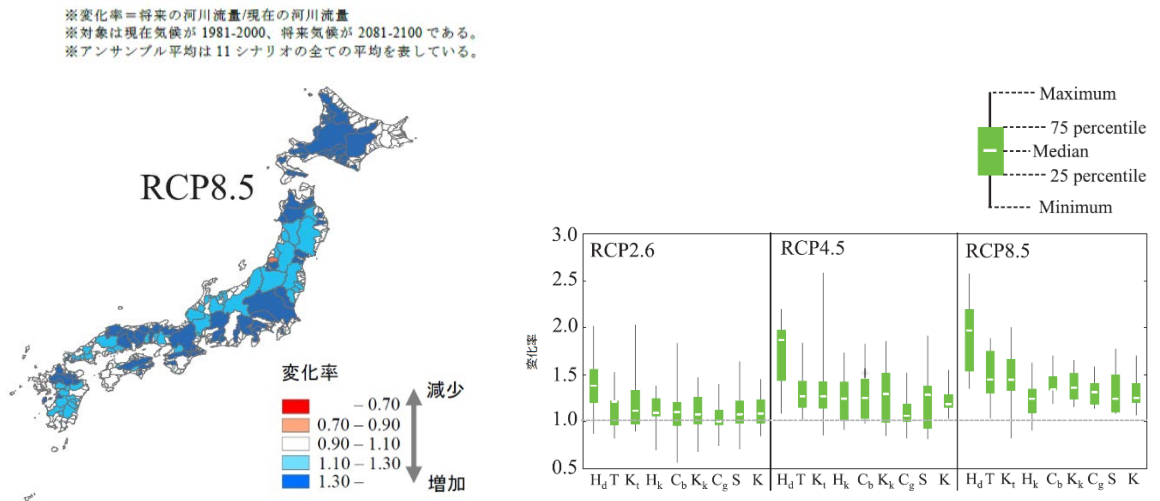 ※変化率＝将来の河川流量/現在の河川流量
※対象は現在気候が 1981-2000、将来気候が 2081-2100 である。
※アンサンブル平均は 11 シナリオの全ての平均を表している。
RCP8.5
変化率
－0.70
0.70－0.90
0.90－1.10
1.10－1.30
1.30－
減少
増加
Maximum
75 percentile
Median
25 percentile
Minimum
変化率
3.0
2.5
2.0
1.5
1.0
0.5
RCP2.6
RCP4.5
RCP8.5
Hd T Kt Hk Cb Kk Cg S K
Hd T Kt Hk Cb Kk Cg S K
Hd T Kt Hk Cb Kk Cg S K